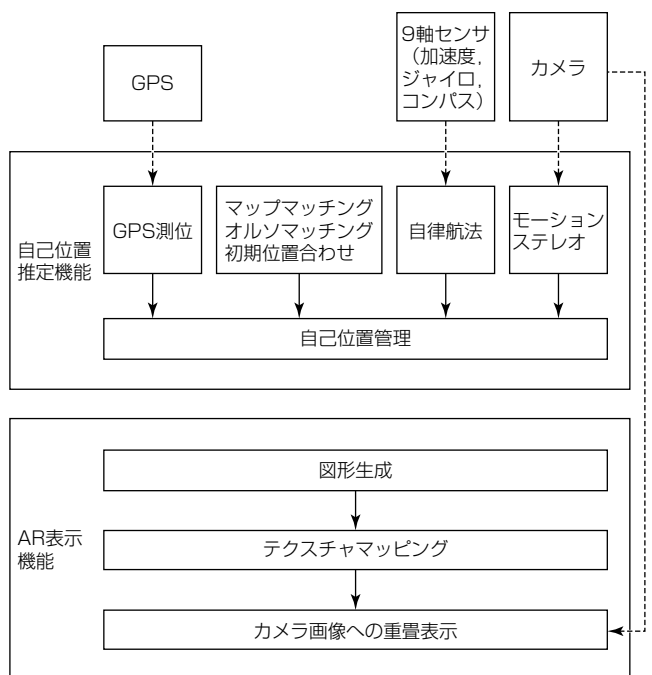 GPS
9軸センサ
（加速度，
ジャイロ，
コンパス）
カメラ
自己位置
推定機能
GPS測位
マップマッチング
オルソマッチング
初期位置合わせ
自律航法
モーション
ステレオ
自己位置管理
AR表示
機能
図形生成
テクスチャマッピング
カメラ画像への重畳表示